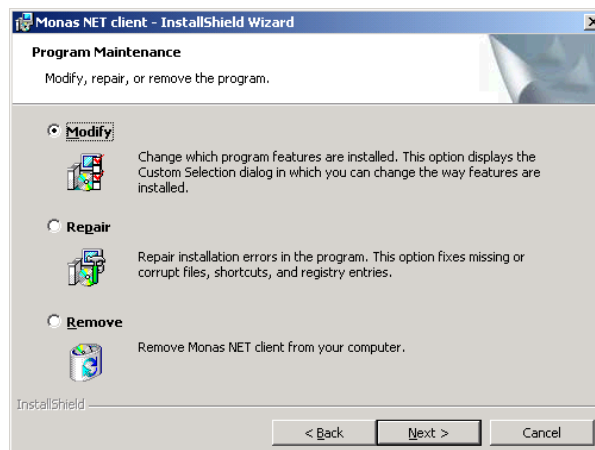 Monas NET client - InstallShield Wizard
Program Maintenance
Modify, repair, or remove the program.
Modify
Change which program features are installed. This option displays the
Custom Selection dialog in which you can change the way features are
installed.
Repair
Repair installation errors in the program. This option fixes missing or
corrupt files, shortcuts, and registry entries.
Remove
Remove Monas NET client from your computer.
InstallShield
< Back
Next >
Cancel